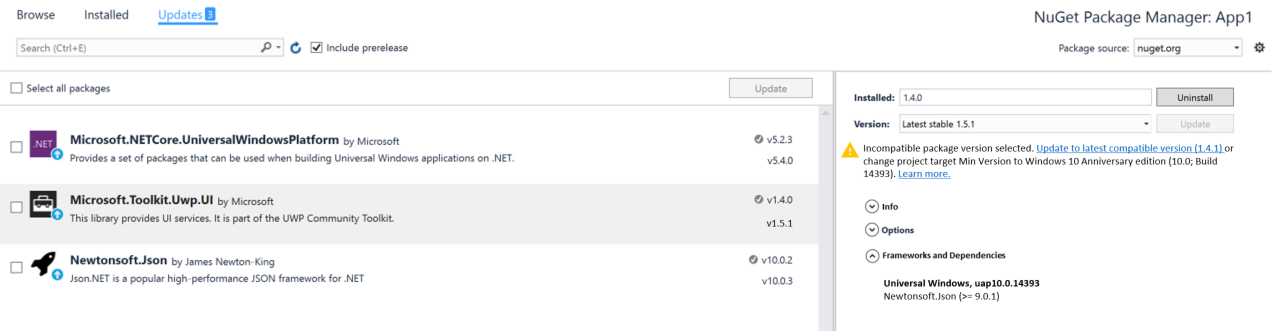 Browse Installed Updates 3
NuGet Package Manager: App1
Search (Ctrl+E) Include prerelease
Package source: nuget.org
Select all packages Update
.NET Microsoft.NETCore.UniversalWindowsPlatform by Microsoft v5.2.3
Provides a set of packages that can be used when building Universal Windows applications on .NET. v5.4.0
Microsoft.Toolkit.Uwp.UI by Microsoft v1.4.0
This library provides UI services. It is part of the UWP Community Toolkit. v1.5.1
Newtonsoft.Json by James Newton-King v10.0.2
Json.NET is a popular high-performance JSON framework for .NET v10.0.3
Installed: 1.4.0 Uninstall
Version: Latest stable 1.5.1 Update
Incompatible package version selected. Update to latest compatible version (1.4.1) or
change project target Min Version to Windows 10 Anniversary edition (10.0; Build
14393). Learn more.
Info
Options
Frameworks and Dependencies
Universal Windows, uap10.0.14393
Newtonsoft.Json (>= 9.0.1)